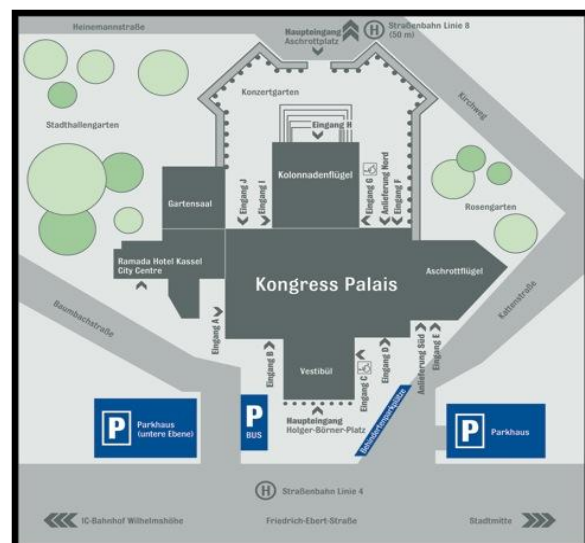 Heinemannstraße
Haupteingang
Aschrottplatz
H
Straßenbahn Linie 8
(50 m)
Kirchweg
Konzertgarten
Stadthallengarten
Eingang H
Kolonnadenflügel
Gartensaal
Eingang J
Eingang I
Eingang G
Anlieferung Nord
Eingang F
Rosengarten
Ramada Hotel Kassel
City Centre
Kongress Palais
Aschrottflügel
Baumbachstraße
Kattenstraße
Eingang A
Eingang B
Vestibül
Eingang C
Eingang D
Anlieferung Süd
Eingang E
P
Parkhaus
(untere Ebene)
P
BUS
Haupteingang
Holger-Börner-Platz
Behindertenparkplätze
P
Parkhaus
H
Straßenbahn Linie 4
IC-Bahnhof Wilhelmshöhe
Friedrich-Ebert-Straße
Stadtmitte